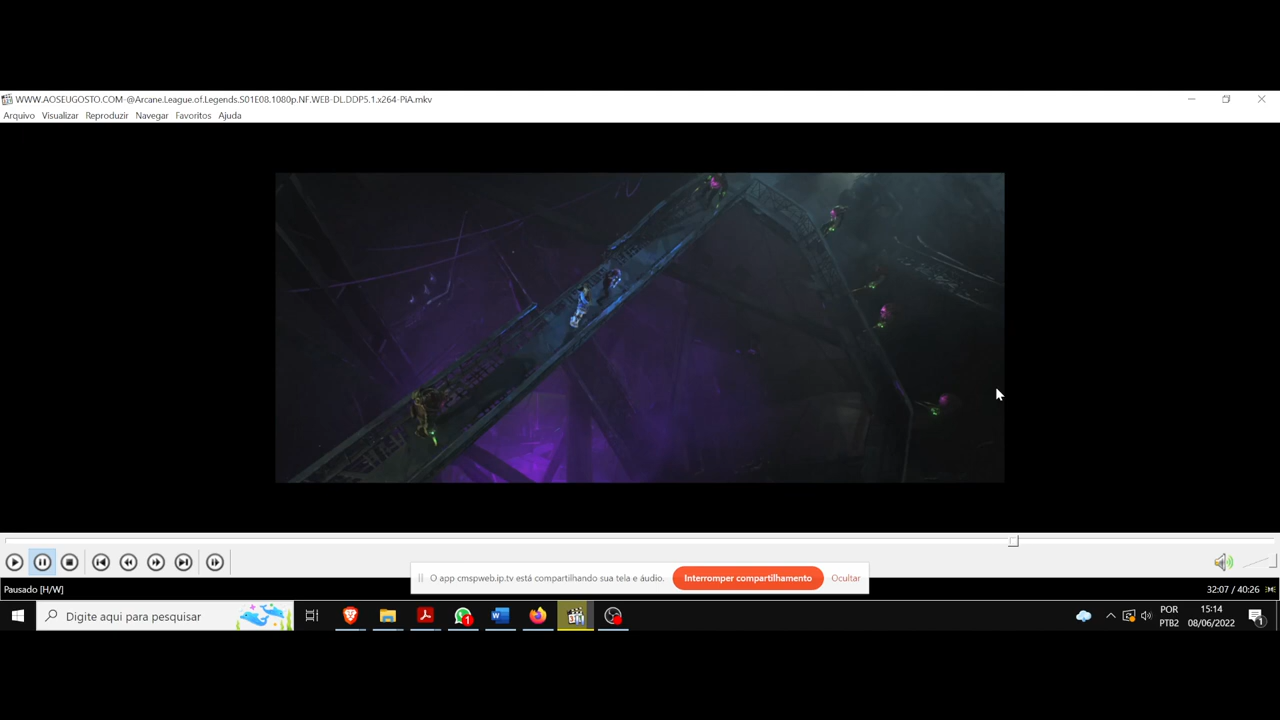 WWW.AOSEUGOSTO.COM-@Arcane.League.of.Legends.S01E08.1080p.NF.WEB-DL.DDP5.1.x264-PiA.mkv
Arquivo Visualizar Reproduzir Navegar Favoritos Ajuda
O app cmspweb.ip.tv está compartilhando sua tela e áudio. Interromper compartilhamento Ocultar
Pausado [H/W] 32:07 / 40:26
Digite aqui para pesquisar 1 POR 15:14
PTB2 08/06/2022 1